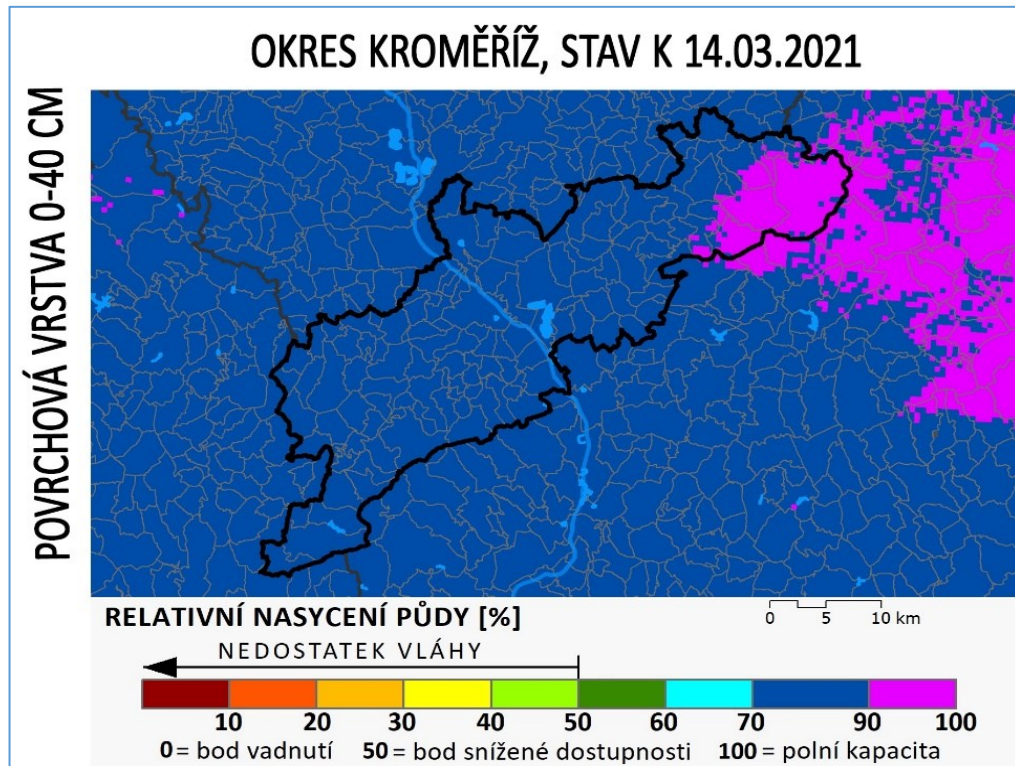 OKRES KROMĚŘÍŽ, STAV K 14.03.2021
POVRCHOVÁ VRSTVA 0-40 CM
RELATIVNÍ NASYCENÍ PŮDY [%]
0 5 10 km
NEDOSTATEK VLÁHY
10 20 30 40 50 60 70 90 100
0 = bod vadnutí 50 = bod snížené dostupnosti 100 = polní kapacita